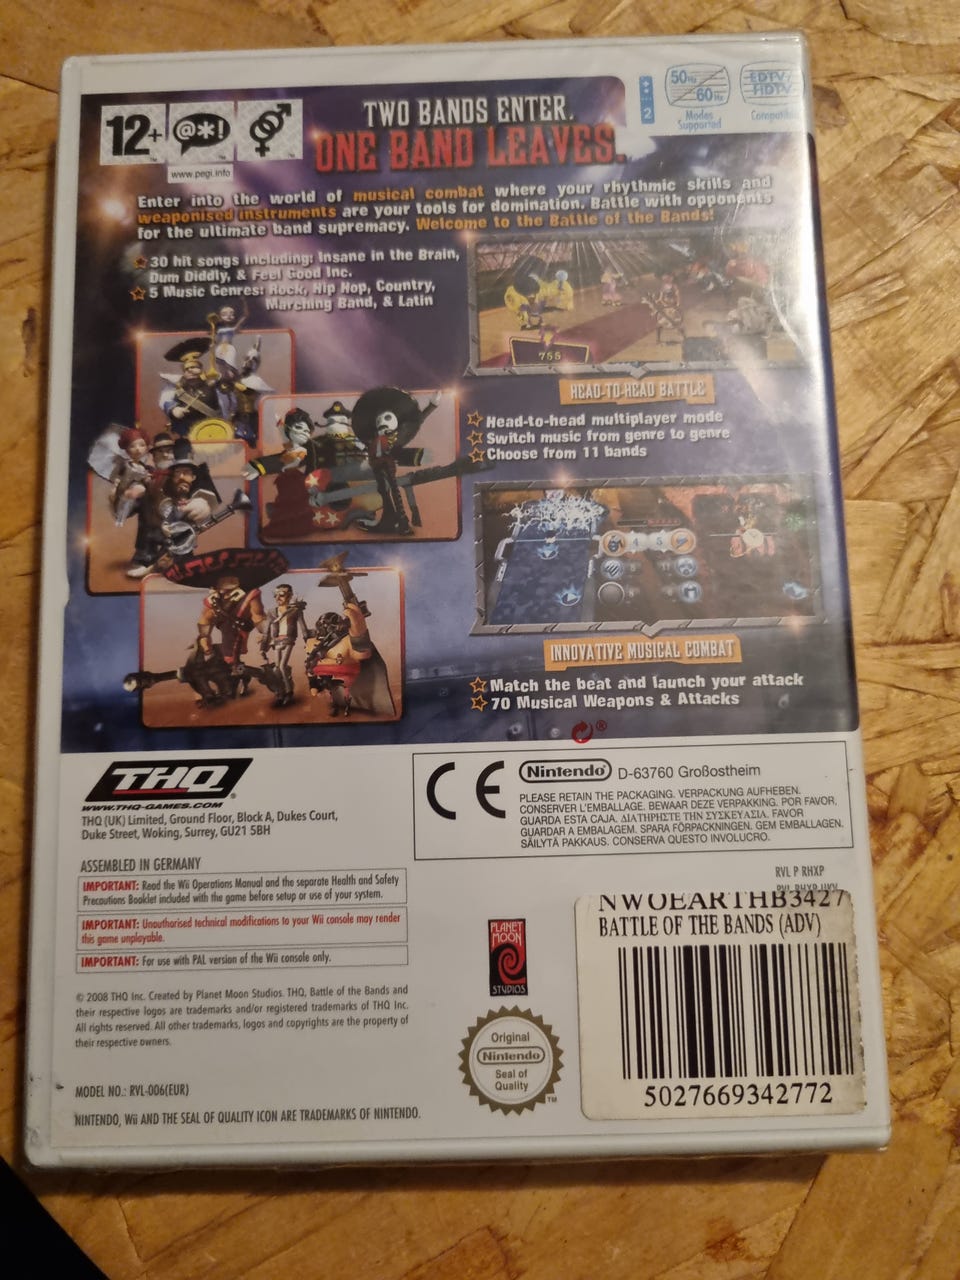 12+
@*!
www.pegi.info
TWO BANDS ENTER.
ONE BAND LEAVES.
2
50Hz
60Hz
Modes
Supported
EDTV/
HDTV
Enter into the world of musical combat where your rhythmic skills and
weaponised instruments are your tools for domination. Battle with opponents
for the ultimate band supremacy. Welcome to the Battle of the Bands!
30 hit songs including: Insane in the Brain,
Dum Diddly, & Feel Good Inc.
5 Music Genres: Rock, Hip Hop, Country,
Marching Band, & Latin
HEAD-TO-HEAD BATTLE
Head-to-head multiplayer mode
Switch music from genre to genre
Choose from 11 bands
4 5
INNOVATIVE MUSICAL COMBAT
Match the beat and launch your attack
70 Musical Weapons & Attacks
THQ®
WWW.THQ-GAMES.COM
THQ (UK) Limited, Ground Floor, Block A, Dukes Court,
Duke Street, Woking, Surrey, GU21 5BH
CE
Nintendo® D-63760 Großostheim
PLEASE RETAIN THE PACKAGING. VERPACKUNG AUFHEBEN.
CONSERVER L'EMBALLAGE. BEWAAR DEZE VERPAKKING. POR FAVOR,
GUARDA ESTA CAJA. ΔΙΑΤΗΡΗΣΤΕ ΤΗΝ ΣΥΣΚΕΥΑΣΙΑ. FAVOR
GUARDAR A EMBALAGEM. SPARA FÖRPACKNINGEN. GEM EMBALLAGEN.
SÄILYTÄ PAKKAUS. CONSERVA QUESTO INVOLUCRO.
ASSEMBLED IN GERMANY
IMPORTANT: Read the Wii Operations Manual and the separate Health and Safety
Precautions Booklet included with the game before setup or use of your system.
IMPORTANT: Unauthorised technical modifications to your Wii console may render
this game unplayable.
IMPORTANT: For use with PAL version of the Wii console only.
RVL P RHXP
© 2008 THQ Inc. Created by Planet Moon Studios. THQ, Battle of the Bands and
their respective logos are trademarks and/or registered trademarks of THQ Inc.
All rights reserved. All other trademarks, logos and copyrights are the property of
their respective owners.
MODEL NO.: RVL-006(EUR)
NINTENDO, Wii AND THE SEAL OF QUALITY ICON ARE TRADEMARKS OF NINTENDO.
PLANET
MOON
STUDIOS
Original
Nintendo
Seal of
Quality
TM
NWOEARTHB3427
BATTLE OF THE BANDS (ADV)
5027669342772